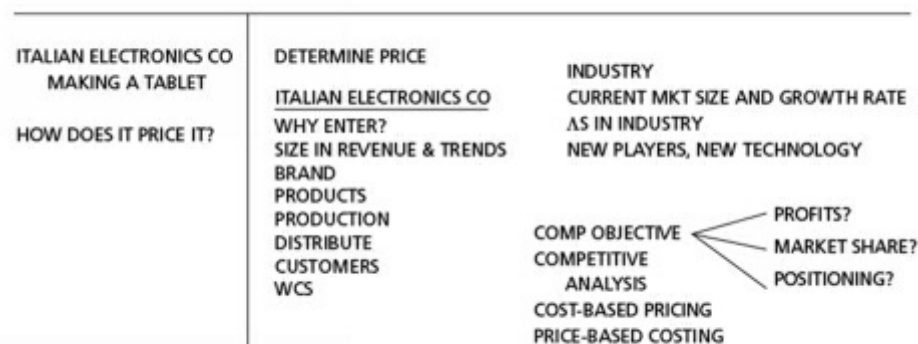 ITALIAN ELECTRONICS CO
MAKING A TABLET
HOW DOES IT PRICE IT?
DETERMINE PRICE
ITALIAN ELECTRONICS CO
WHY ENTER?
SIZE IN REVENUE & TRENDS
BRAND
PRODUCTS
PRODUCTION
DISTRIBUTE
CUSTOMERS
WCS
INDUSTRY
CURRENT MKT SIZE AND GROWTH RATE
ΛS IN INDUSTRY
NEW PLAYERS, NEW TECHNOLOGY
COMP OBJECTIVE
PROFITS?
MARKET SHARE?
POSITIONING?
COMPETITIVE
ANALYSIS
COST-BASED PRICING
PRICE-BASED COSTING